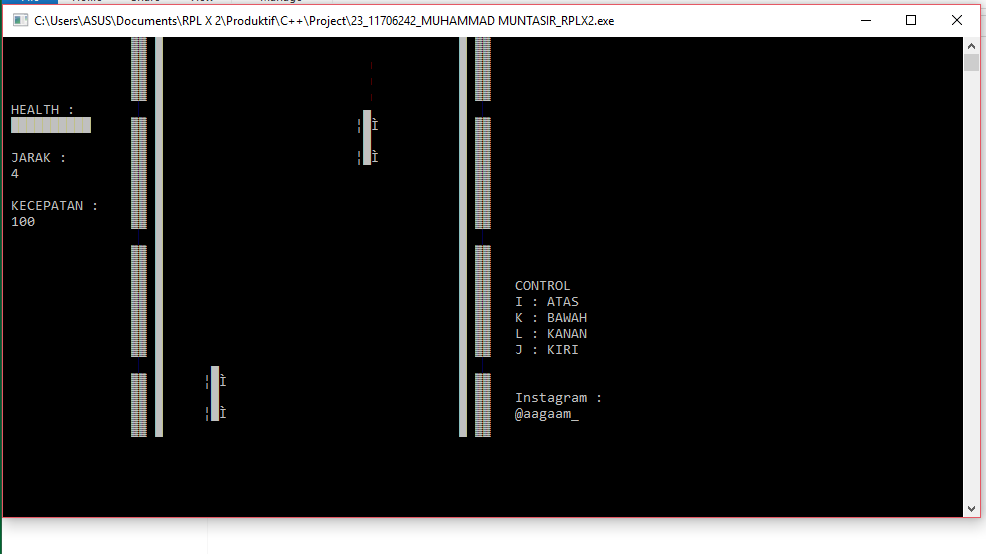 C:\Users\ASUS\Documents\RPL X 2\Produktif\C++\Project\23_11706242_MUHAMMAD MUNTASIR_RPLX2.exe
HEALTH :
JARAK :
4
KECEPATAN :
100
CONTROL
I : ATAS
K : BAWAH
L : KANAN
J : KIRI
Instagram :
@aagaam_